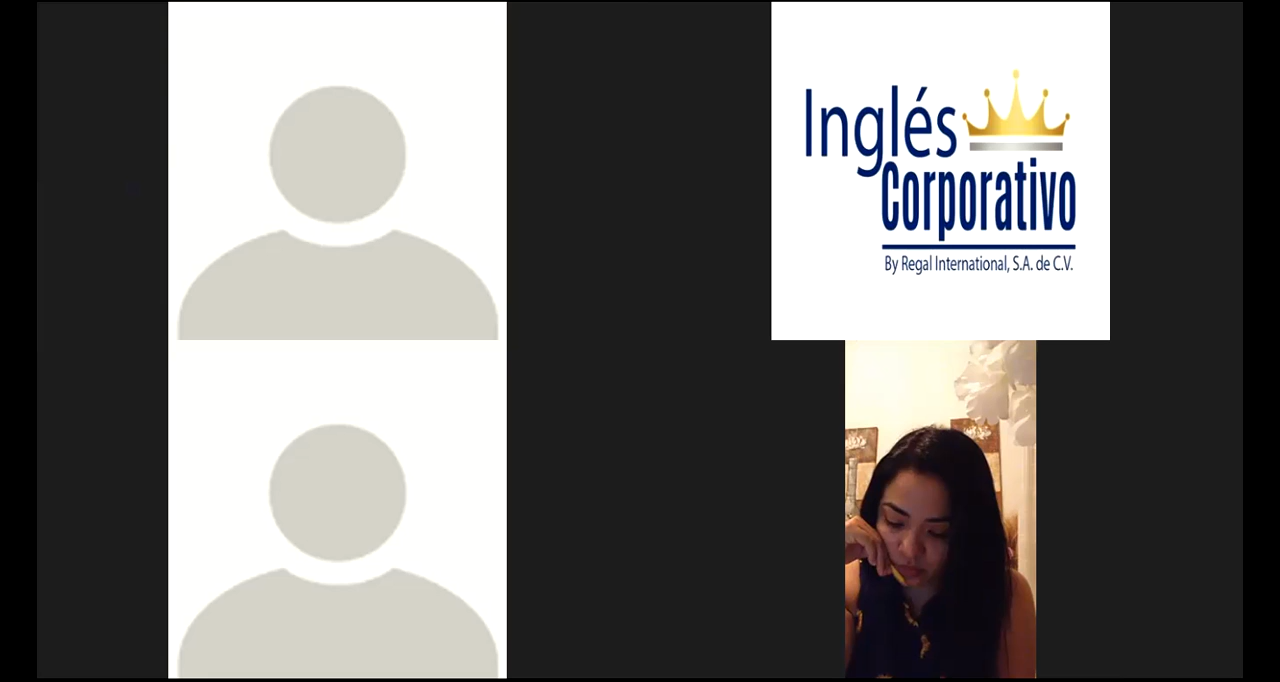 Inglés
Corporativo
By Regal International, S.A. de C.V.